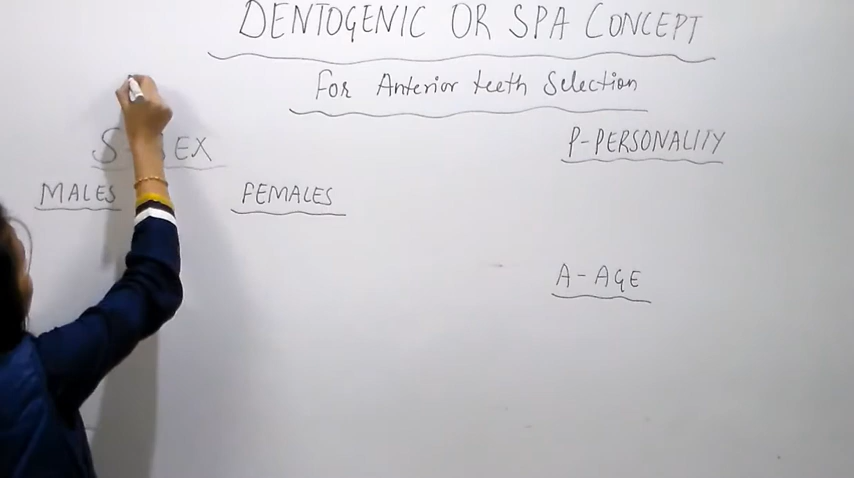 DENTOGENIC OR SPA CONCEPT
For Anterior teeth Selection
S EX
P-PERSONALITY
MALES
FEMALES
A-AGE